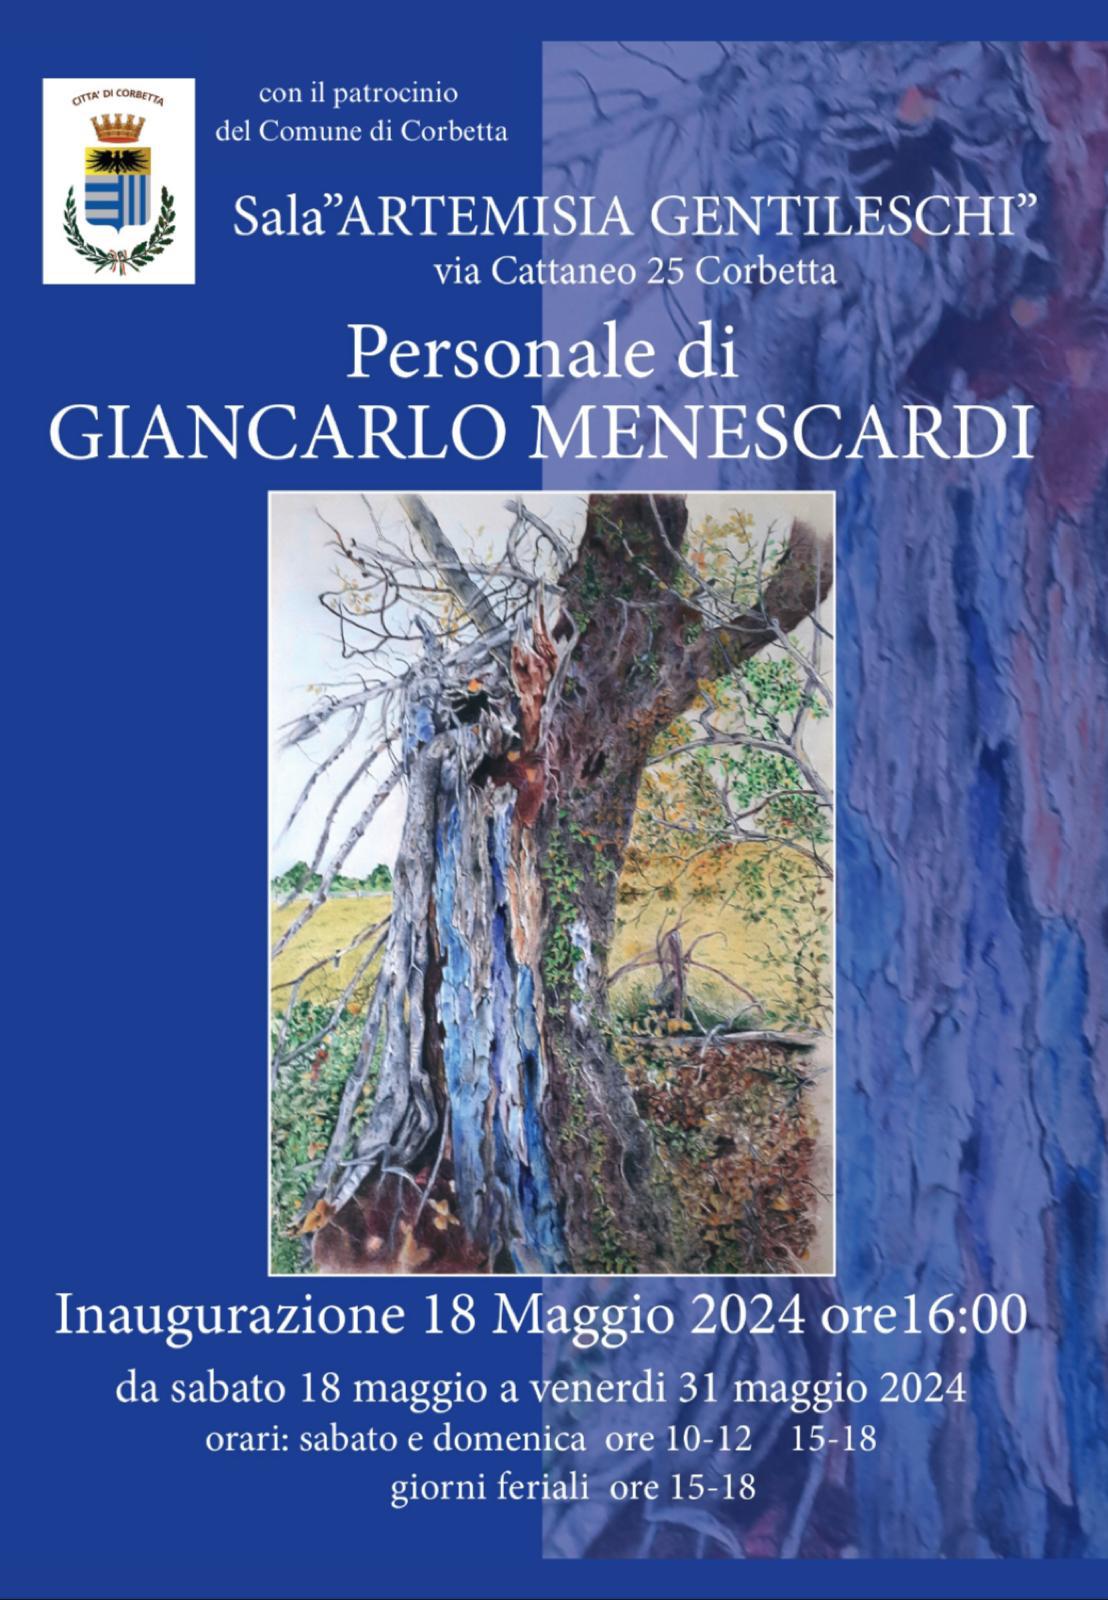 CITTA' DI CORBETTA
con il patrocinio
del Comune di Corbetta
Sala"ARTEMISIA GENTILESCHI"
via Cattaneo 25 Corbetta
Personale di
GIANCARLO MENESCARDI
Inaugurazione 18 Maggio 2024 ore16:00
da sabato 18 maggio a venerdi 31 maggio 2024
orari: sabato e domenica ore 10-12 15-18
giorni feriali ore 15-18